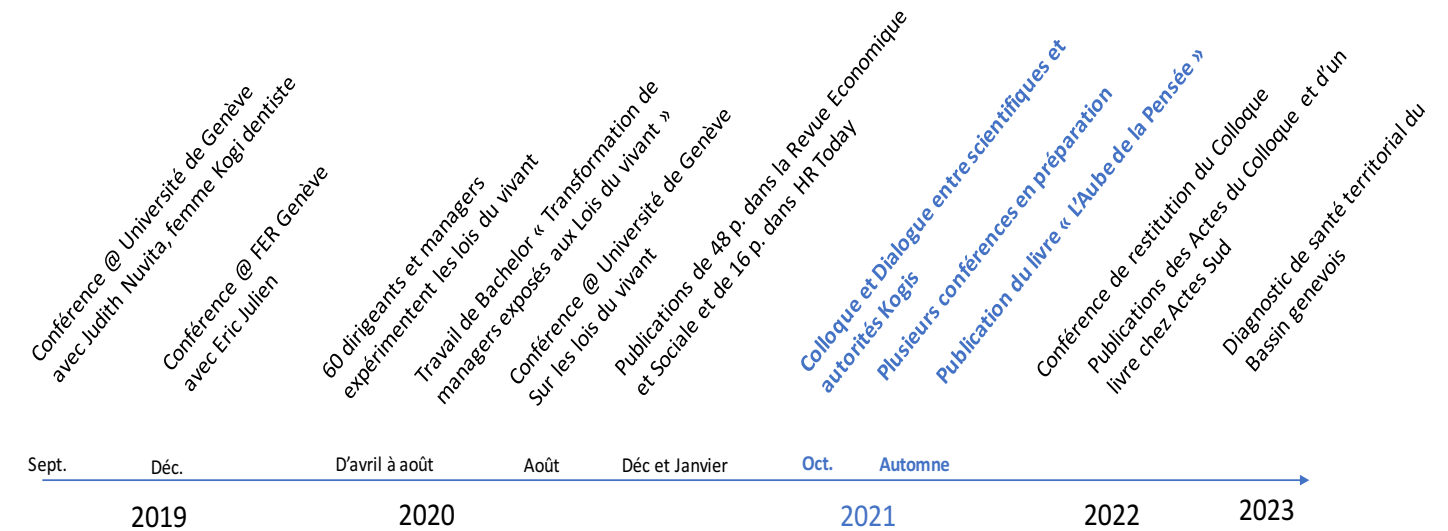 Conférence @ Université de Genève
avec Judith Nuvita, femme Kogi dentiste
Conférence @ FER Genève
avec Eric Julien
60 dirigeants et managers
expérimentent les lois du vivant
Travail de Bachelor « Transformation de
managers exposés aux Lois du vivant »
Conférence @ Université de Genève
Sur les lois du vivant
Publications de 48 p. dans la Revue Economique
et Sociale et de 16 p. dans HR Today
Colloque et Dialogue entre scientifiques et
autorités Kogis
Plusieurs conférences en préparation
Publication du livre « L’Aube de la Pensée »
Conférence de restitution du Colloque
Publications des Actes du Colloque et d’un
livre chez Actes Sud
Diagnostic de santé territorial du
Bassin genevois
Sept.
Déc.
D’avril à août
Août
Déc et Janvier
Oct.
Automne
2019
2020
2021
2022
2023